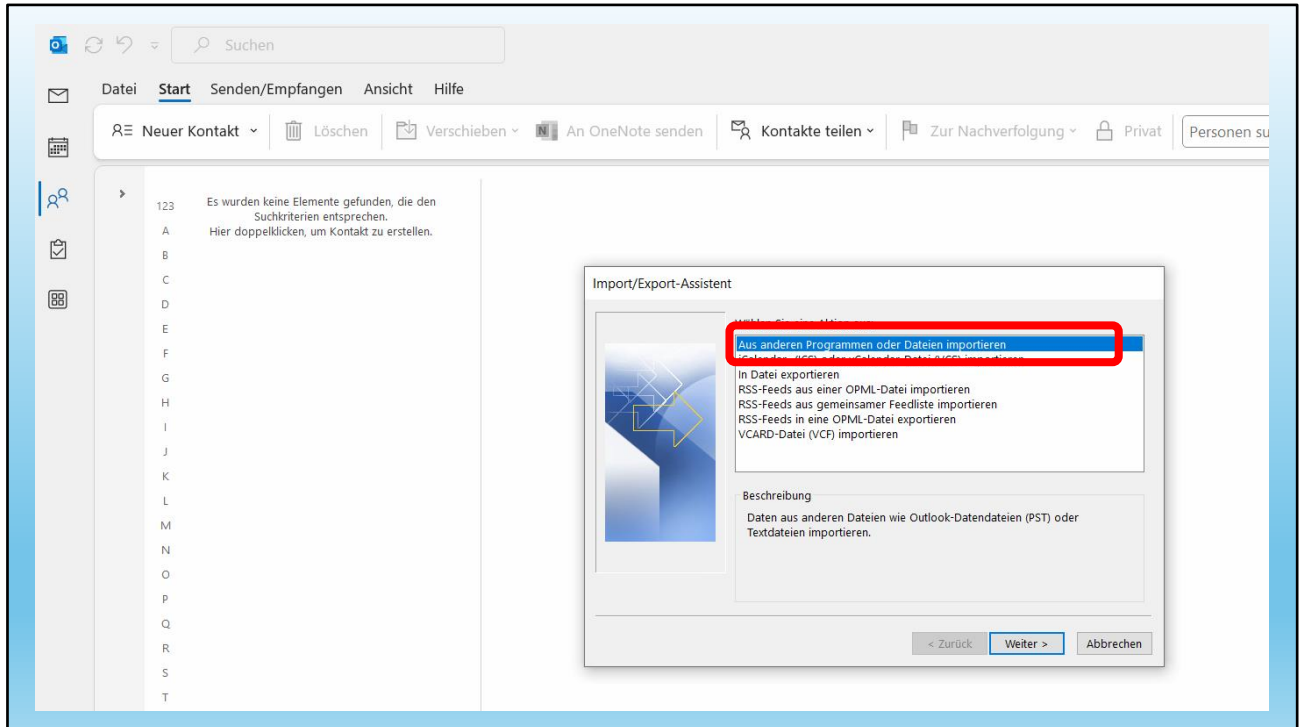 Suchen
Datei Start Senden/Empfangen Ansicht Hilfe
Neuer Kontakt Löschen Verschieben An OneNote senden Kontakte teilen Zur Nachverfolgung Privat Personen su
123
Es wurden keine Elemente gefunden, die den
Suchkriterien entsprechen.
Hier doppelklicken, um Kontakt zu erstellen.
A
B
C
D
E
F
G
H
I
J
K
L
M
N
O
P
Q
R
S
T
Import/Export-Assistent
Aus anderen Programmen oder Dateien importieren
In Datei exportieren
RSS-Feeds aus einer OPML-Datei importieren
RSS-Feeds aus gemeinsamer Feedliste importieren
RSS-Feeds in eine OPML-Datei exportieren
VCARD-Datei (VCF) importieren
Beschreibung
Daten aus anderen Dateien wie Outlook-Datendateien (PST) oder
Textdateien importieren.
< Zurück Weiter > Abbrechen